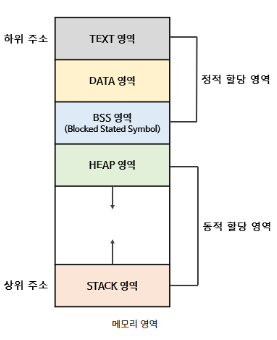 하위 주소
TEXT 영역
DATA 영역
정적 할당 영역
BSS 영역
(Blocked Stated Symbol)
HEAP 영역
동적 할당 영역
상위 주소
STACK 영역
메모리 영역